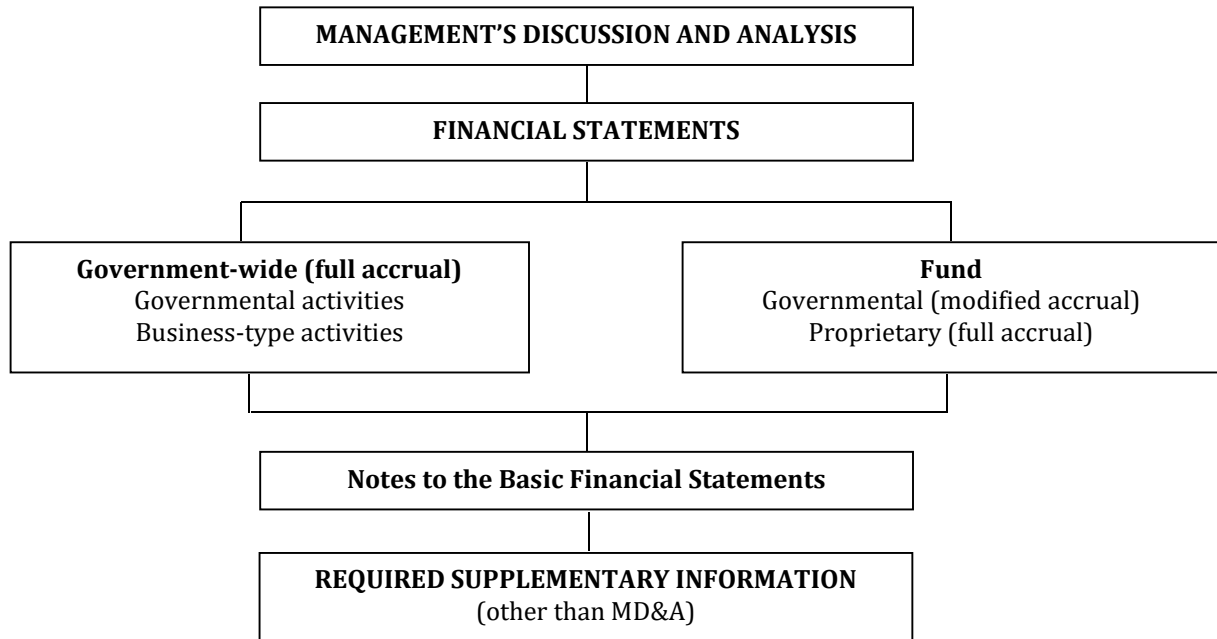 MANAGEMENT’S DISCUSSION AND ANALYSIS
FINANCIAL STATEMENTS
Government-wide (full accrual)
Governmental activities
Business-type activities
Fund
Governmental (modified accrual)
Proprietary (full accrual)
Notes to the Basic Financial Statements
REQUIRED SUPPLEMENTARY INFORMATION
(other than MD&A)